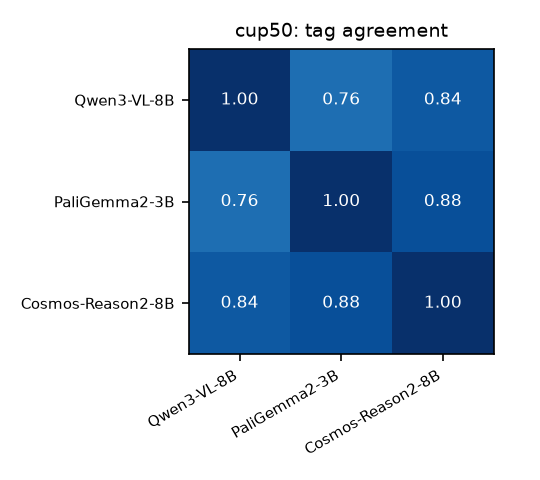 cup50: tag agreement
Qwen3-VL-8B 1.00 0.76 0.84
PaliGemma2-3B 0.76 1.00 0.88
Cosmos-Reason2-8B 0.84 0.88 1.00
Qwen3-VL-8B PaliGemma2-3B Cosmos-Reason2-8B